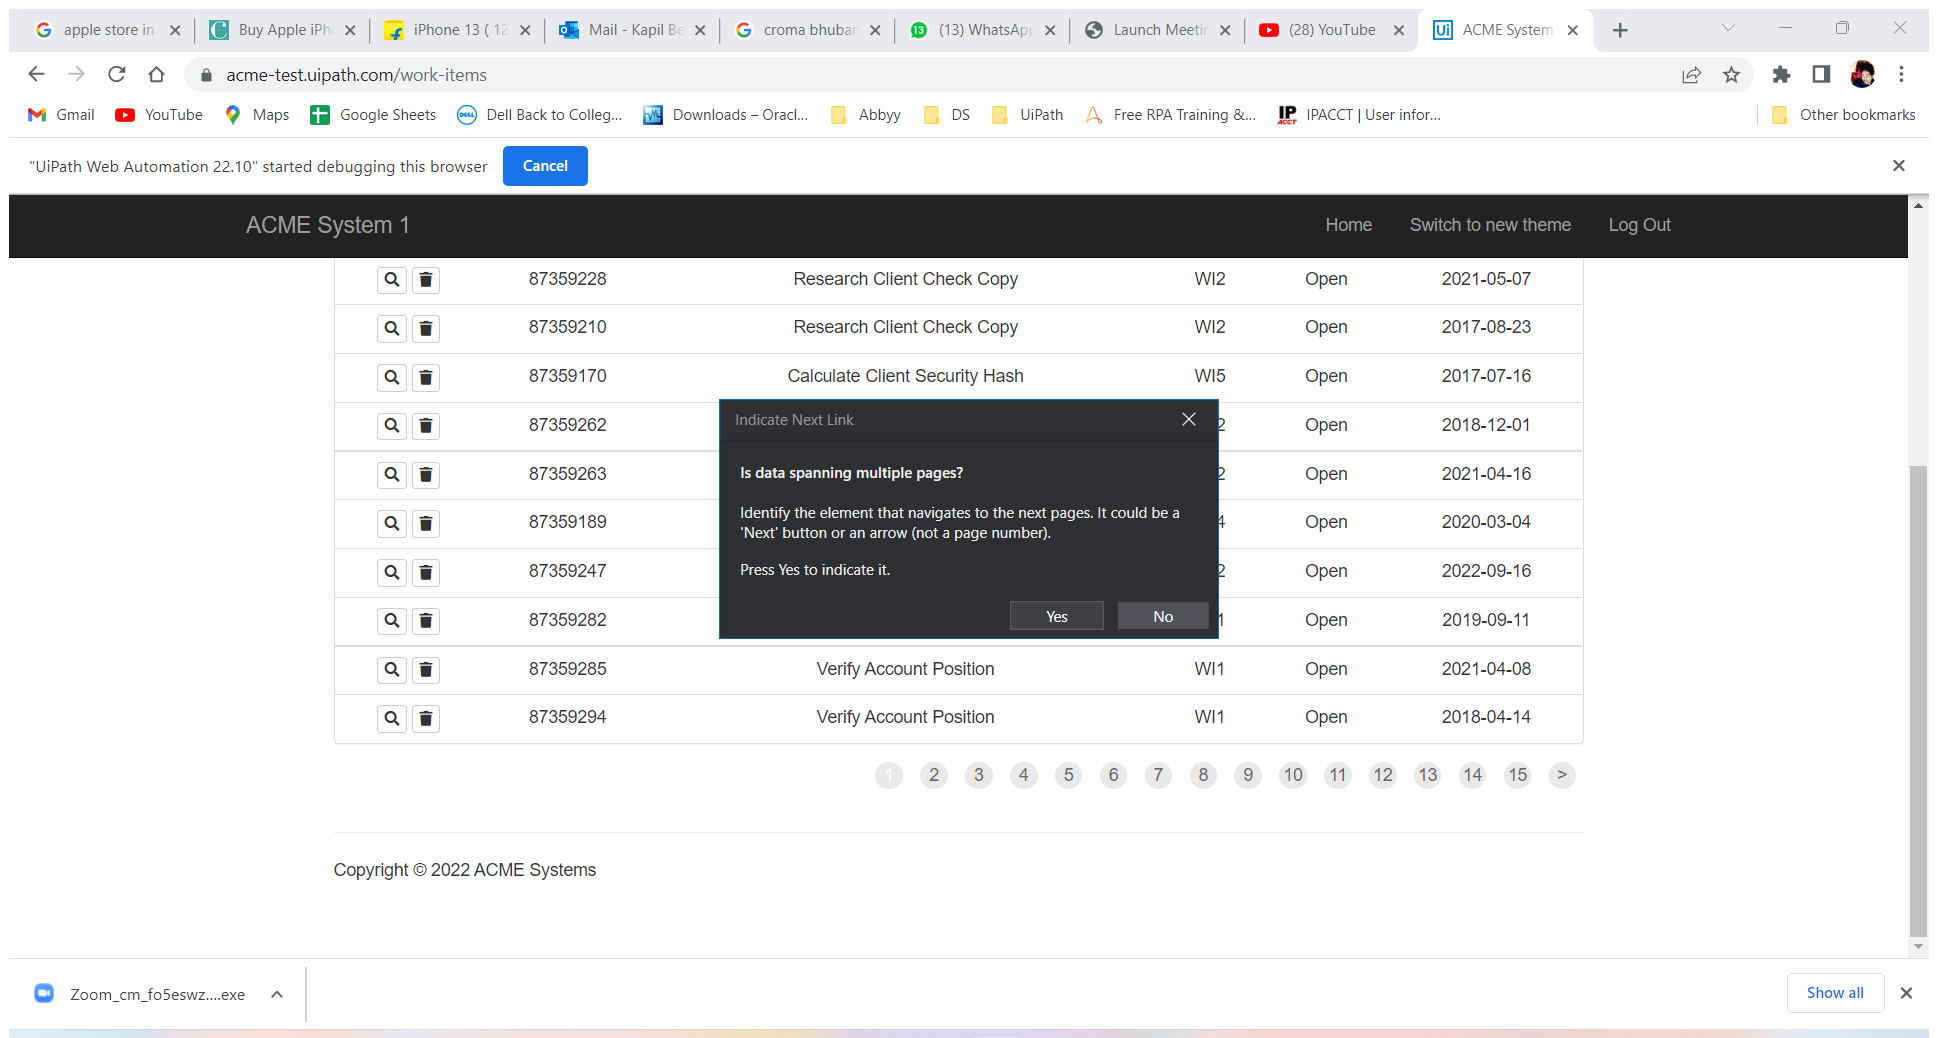 apple store in
Buy Apple iPh
iPhone 13 ( 12
Mail - Kapil Be
croma bhuban
13 (13) WhatsApp
Launch Meetin
(28) YouTube
Ui ACME System
acme-test.uipath.com/work-items
Gmail YouTube Maps Google Sheets DELL Dell Back to Colleg... Downloads – Oracl... Abbyy DS UiPath Free RPA Training &... IP ACCT IPACCT | User infor... Other bookmarks
"UiPath Web Automation 22.10" started debugging this browser Cancel
ACME System 1 Home Switch to new theme Log Out
87359228 Research Client Check Copy WI2 Open 2021-05-07
87359210 Research Client Check Copy WI2 Open 2017-08-23
87359170 Calculate Client Security Hash WI5 Open 2017-07-16
87359262 2 Open 2018-12-01
87359263 2 Open 2021-04-16
87359189 4 Open 2020-03-04
87359247 2 Open 2022-09-16
87359282 1 Open 2019-09-11
87359285 Verify Account Position WI1 Open 2021-04-08
87359294 Verify Account Position WI1 Open 2018-04-14
Indicate Next Link
Is data spanning multiple pages?
Identify the element that navigates to the next pages. It could be a
'Next' button or an arrow (not a page number).
Press Yes to indicate it.
Yes No
1 2 3 4 5 6 7 8 9 10 11 12 13 14 15 >
Copyright © 2022 ACME Systems
Zoom_cm_fo5eswz....exe Show all